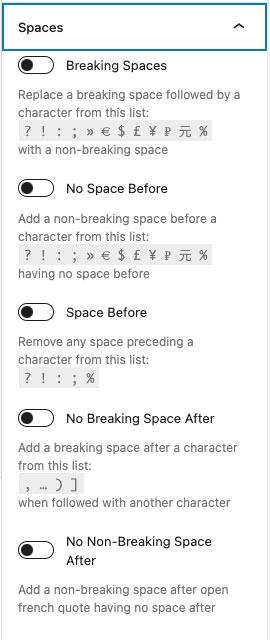 Spaces
Breaking Spaces
Replace a breaking space followed by a
character from this list:
? ! : ; » € $ £ ¥ ₽ 元 %
with a non-breaking space
No Space Before
Add a non-breaking space before a
character from this list:
? ! : ; » € $ £ ¥ ₽ 元 %
having no space before
Space Before
Remove any space preceding a
character from this list:
? ! : ; %
No Breaking Space After
Add a breaking space after a character
from this list:
, … ) ]
when followed with another character
No Non-Breaking Space
After
Add a non-breaking space after open
french quote having no space after